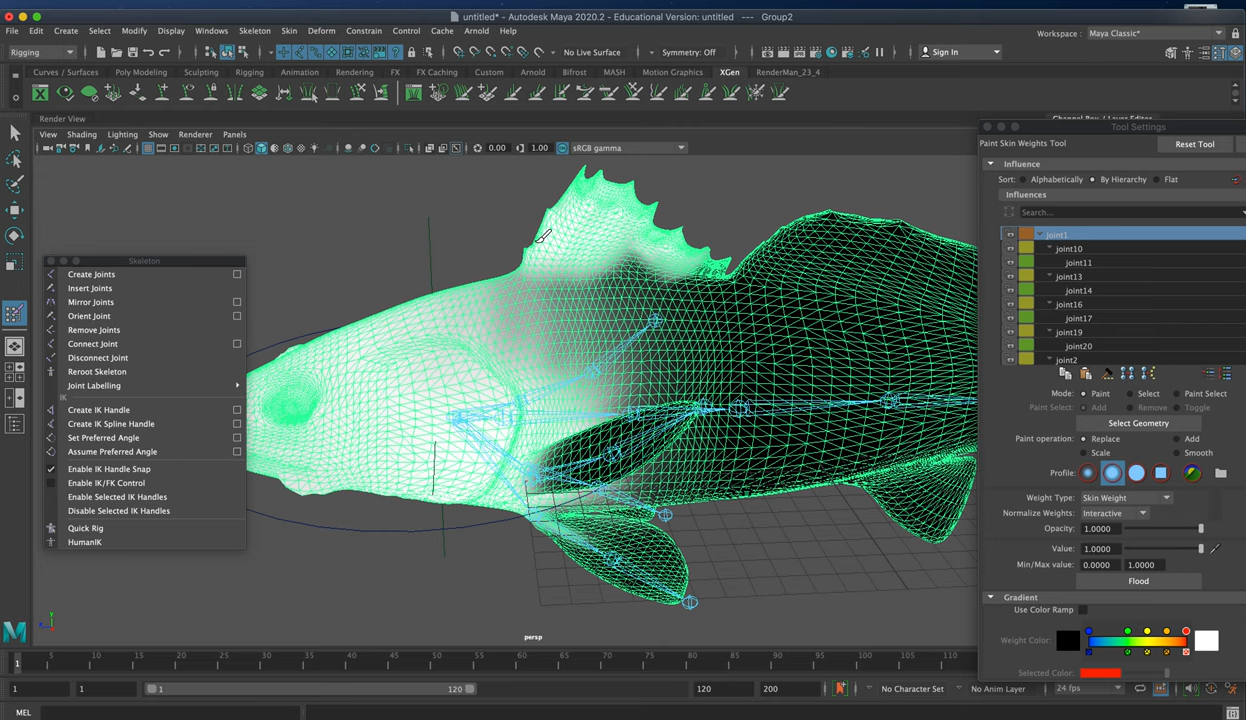 untitled* - Autodesk Maya 2020.2 - Educational Version: untitled --- Group2
File Edit Create Select Modify Display Windows Skeleton Skin Deform Constrain Control Cache Arnold Help
Workspace : Maya Classic*
Rigging No Live Surface Symmetry: Off Sign In
Curves / Surfaces Poly Modeling Sculpting Rigging Animation Rendering FX FX Caching Custom Arnold Bifrost MASH Motion Graphics XGen RenderMan_23_4
Render View
View Shading Lighting Show Renderer Panels
0.00 1.00 sRGB gamma
Skeleton
Create Joints
Insert Joints
Mirror Joints
Orient Joint
Remove Joints
Connect Joint
Disconnect Joint
Reroot Skeleton
Joint Labelling
IK
Create IK Handle
Create IK Spline Handle
Set Preferred Angle
Assume Preferred Angle
Enable IK Handle Snap
Enable IK/FK Control
Enable Selected IK Handles
Disable Selected IK Handles
Quick Rig
HumanIK
persp
Tool Settings
Paint Skin Weights Tool Reset Tool
Influence
Sort: Alphabetically By Hierarchy Flat
Influences
Search...
joint1
joint10
joint11
joint13
joint14
joint16
joint17
joint19
joint20
joint2
Mode: Paint Select Paint Select
Paint Select: Add Remove Toggle
Select Geometry
Paint operation: Replace Add
Scale Smooth
Profile:
Weight Type: Skin Weight
Normalize Weights: Interactive
Opacity: 1.0000
Value: 1.0000
Min/Max value: 0.0000 1.0000
Flood
Gradient
Use Color Ramp
Weight Color:
Selected Color:
5 10 15 20 25 30 35 40 45 50 55 60 65 70 75 80 85 90 95 100 105 110
1
1 1 1 120 120 200 No Character Set No Anim Layer 24 fps
MEL